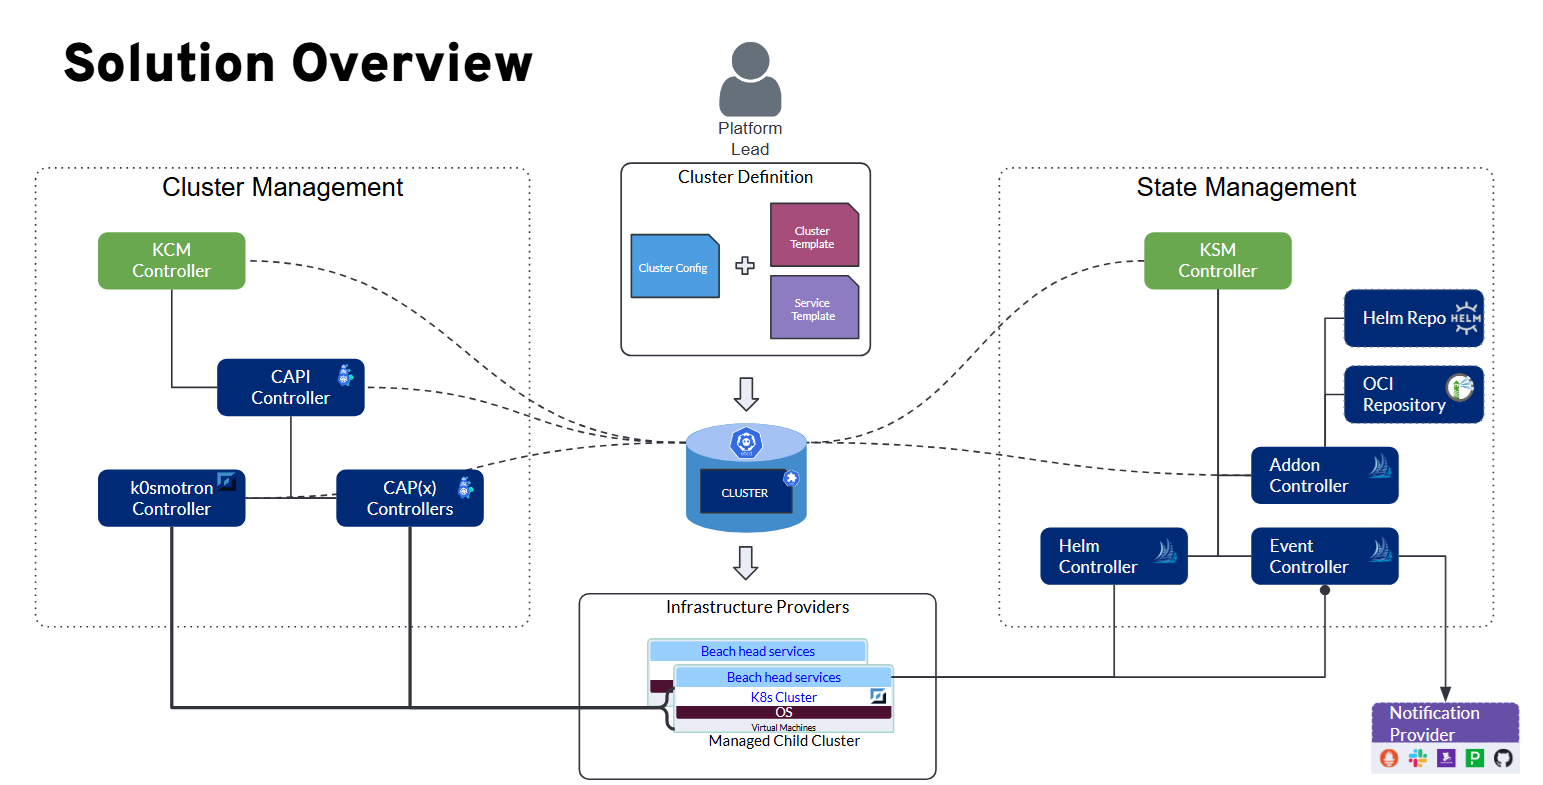 Solution Overview
Platform
Lead
Cluster Definition
Cluster Config
Cluster
Template
Service
Template
Cluster Management
KCM
Controller
CAPI
Controller
k0smotron
Controller
CAP(x)
Controllers
etcd
CLUSTER
State Management
KSM
Controller
Helm Repo
HELM
OCI
Repository
Addon
Controller
Helm
Controller
Event
Controller
Infrastructure Providers
Beach head services
Beach head services
K8s Cluster
OS
Virtual Machines
Managed Child Cluster
Notification
Provider